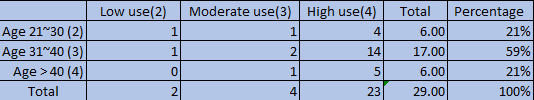 Low use(2) Moderate use(3) High use(4) Total Percentage
Age 21~30 (2) 1 1 4 6.00 21%
Age 31~40 (3) 1 2 14 17.00 59%
Age >40 (4) 0 1 5 6.00 21%
Total 2 4 23 29.00 100%